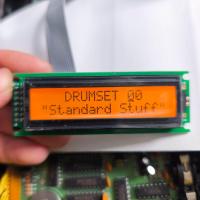 DRUMSET 00
"Standard Stuff"